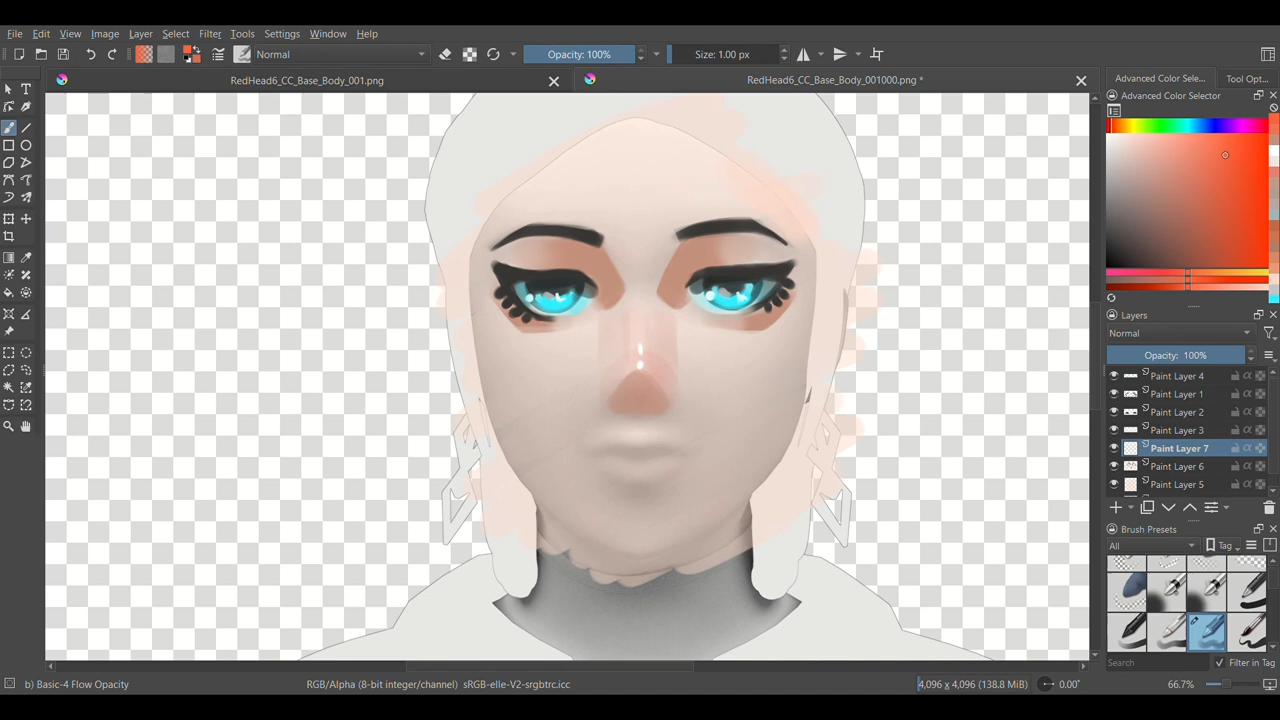 File Edit View Image Layer Select Filter Tools Settings Window Help
Normal Opacity: 100% Size: 1.00 px
RedHead6_CC_Base_Body_001.png RedHead6_CC_Base_Body_001000.png *
Advanced Color Sele... Tool Opt...
Advanced Color Selector
Layers
Normal
Opacity: 100%
Paint Layer 4
Paint Layer 1
Paint Layer 2
Paint Layer 3
Paint Layer 7
Paint Layer 6
Paint Layer 5
Brush Presets
All Tag
Search Filter in Tag
b) Basic-4 Flow Opacity RGB/Alpha (8-bit integer/channel) sRGB-elle-V2-srgbtrc.icc 4,096 x 4,096 (138.8 MiB) 0.00° 66.7%